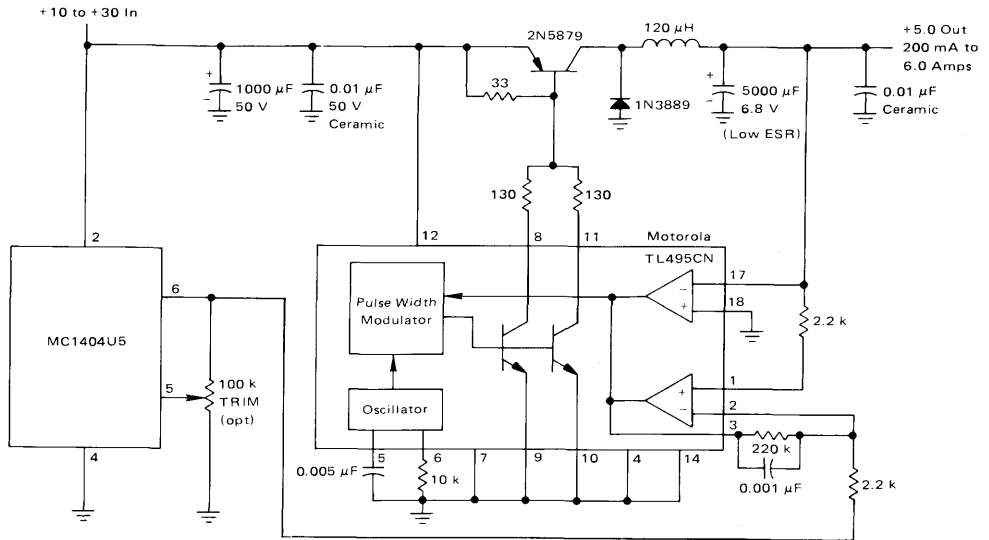 +10 to +30 In
2N5879
120 μH
+5.0 Out
200 mA to
6.0 Amps
33
+
-
1000 μF
50 V
0.01 μF
50 V
Ceramic
1N3889
+
-
5000 μF
6.8 V
(Low ESR)
0.01 μF
Ceramic
130
130
2
12
8
11
Motorola
TL495CN
17
-
+
18
Pulse Width
Modulator
2.2 k
6
MC1404U5
5
100 k
TRIM
(opt)
Oscillator
+
-
1
2
3
220 k
0.001 μF
2.2 k
4
5
6
7
9
10
4
14
0.005 μF
10 k